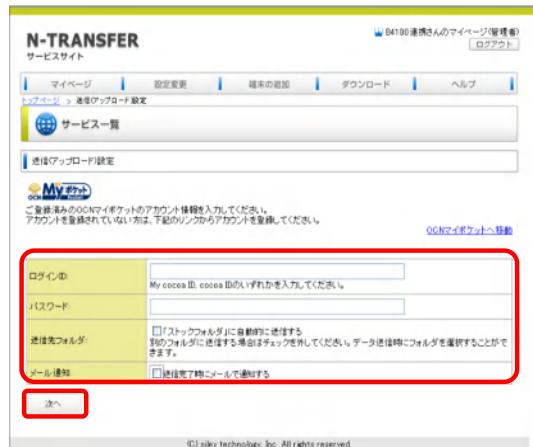 N-TRANSFER
サービスサイト
B4100 連携さんのマイページ(管理者)
ログアウト
マイページ 設定変更 端末の追加 ダウンロード ヘルプ
トップページ > 送信(アップロード)設定
サービス一覧
送信(アップロード)設定
OCN Myポケット Pocket
ご登録済みのOCNマイポケットのアカウント情報を入力してください。
アカウントを登録されていない方は、下記のリンクからアカウントを登録してください。
OCNマイポケットへ移動
ログインID:
My cocoa ID, cocoa IDのいずれかを入力してください。
パスワード:
送信先フォルダ:
「ストックフォルダ」に自動的に送信する
別のフォルダに送信する場合はチェックを外してください。データ送信時にフォルダを選択することがで
きます。
メール通知:
送信完了時にメールで通知する
次へ
(C) silex technology, Inc. All rights reserved.